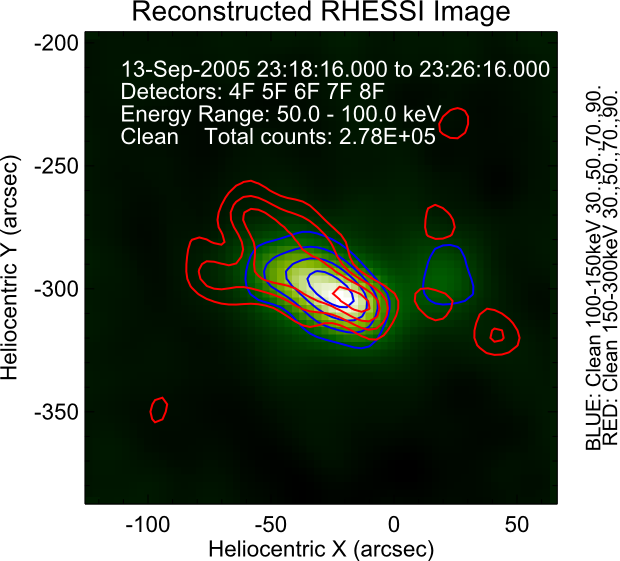 Reconstructed RHESSI Image
13-Sep-2005 23:18:16.000 to 23:26:16.000
Detectors: 4F 5F 6F 7F 8F
Energy Range: 50.0 - 100.0 keV
Clean Total counts: 2.78E+05
-200
-250
-300
-350
Heliocentric Y (arcsec)
-100
-50
0
50
Heliocentric X (arcsec)
BLUE: Clean 100-150keV 30.,50.,70.,90.
RED: Clean 150-300keV 30.,50.,70.,90.